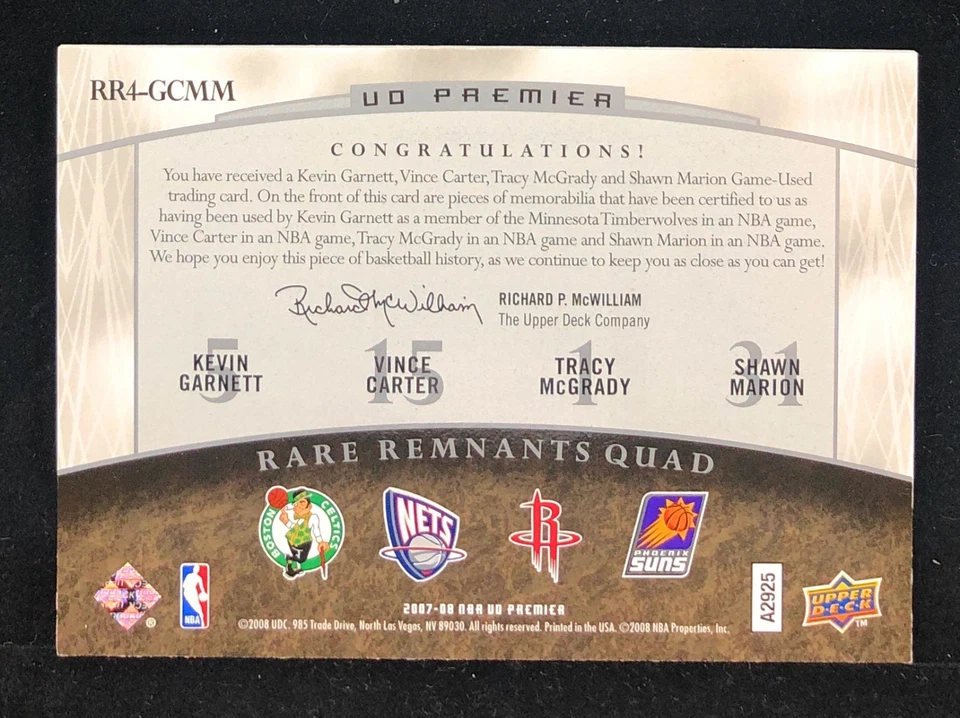 RR4-GCMM
UD PREMIER
CONGRATULATIONS!
You have received a Kevin Garnett, Vince Carter, Tracy McGrady and Shawn Marion Game-Used
trading card. On the front of this card are pieces of memorabilia that have been certified to us as
having been used by Kevin Garnett as a member of the Minnesota Timberwolves in an NBA game,
Vince Carter in an NBA game, Tracy McGrady in an NBA game and Shawn Marion in an NBA game.
We hope you enjoy this piece of basketball history, as we continue to keep you as close as you can get!
Richard McWilliam
RICHARD P. McWILLIAM
The Upper Deck Company
5 15 1 31
KEVIN VINCE TRACY SHAWN
GARNETT CARTER McGRADY MARION
RARE REMNANTS QUAD
BOSTON CELTICS
NETS
R
PHOENIX
SUNS
NBA
2007-08 NBA UD PREMIER
©2008 UDC. 985 Trade Drive, North Las Vegas, NV 89030. All rights reserved. Printed in the USA. ©2008 NBA Properties, Inc.
®
A2925
UPPER
DECK
TM